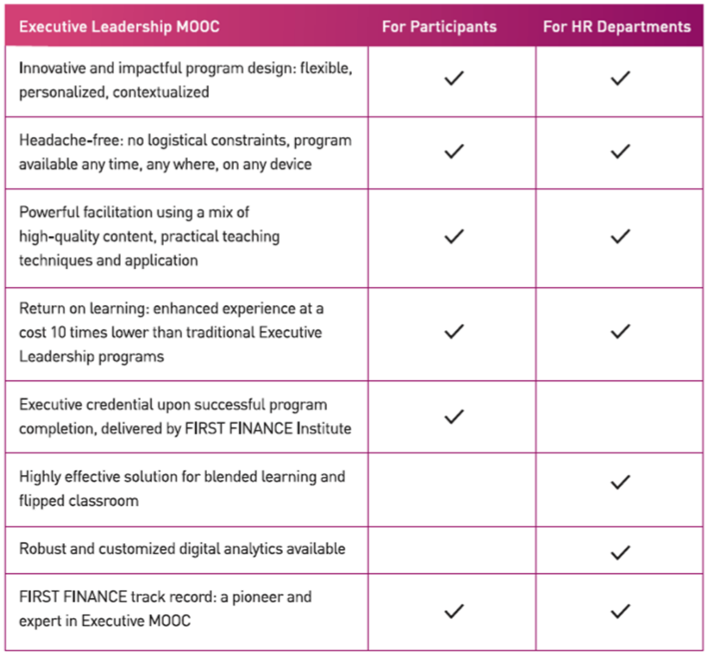 Executive Leadership MOOC For Participants For HR Departments
Innovative and impactful program design: flexible,
personalized, contextualized ✓ ✓
Headache-free: no logistical constraints, program
available any time, any where, on any device ✓ ✓
Powerful facilitation using a mix of
high-quality content, practical teaching
techniques and application ✓ ✓
Return on learning: enhanced experience at a
cost 10 times lower than traditional Executive
Leadership programs ✓ ✓
Executive credential upon successful program
completion, delivered by FIRST FINANCE Institute ✓
Highly effective solution for blended learning and
flipped classroom ✓
Robust and customized digital analytics available ✓
FIRST FINANCE track record: a pioneer and
expert in Executive MOOC ✓ ✓